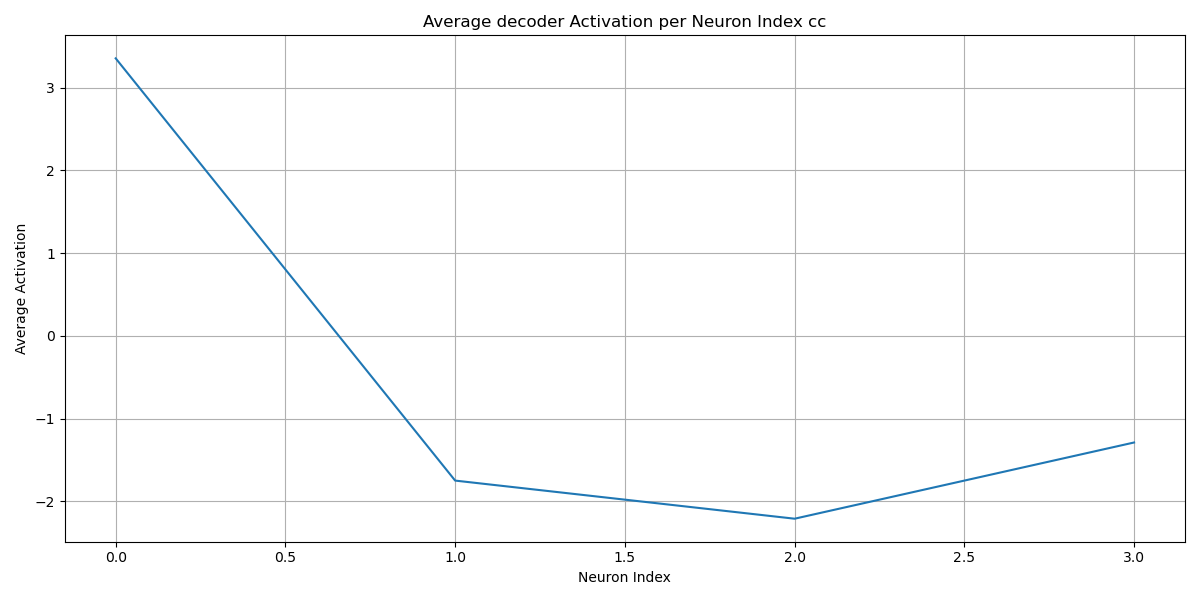 Average decoder Activation per Neuron Index cc
Average Activation
3
2
1
0
−1
−2
0.0 0.5 1.0 1.5 2.0 2.5 3.0
Neuron Index